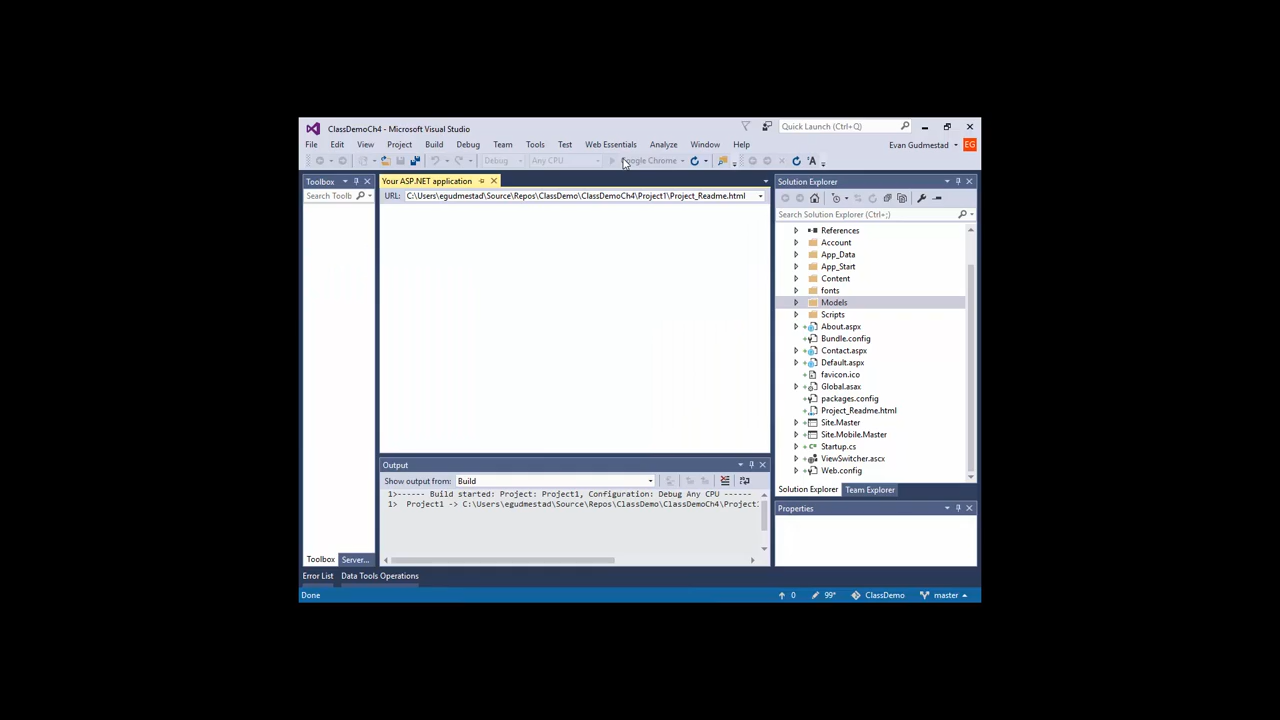 ClassDemoCh4 - Microsoft Visual Studio
Quick Launch (Ctrl+Q)
File Edit View Project Build Debug Team Tools Test Web Essentials Analyze Window Help
Evan Gudmestad EG
Debug Any CPU Google Chrome
Toolbox
Search Toolb
Your ASP.NET application
URL: C:\Users\egudmestad\Source\Repos\ClassDemo\ClassDemoCh4\Project1\Project_Readme.html
Output
Show output from: Build
1>------ Build started: Project: Project1, Configuration: Debug Any CPU ------
1> Project1 -> C:\Users\egudmestad\Source\Repos\ClassDemo\ClassDemoCh4\Project1
Toolbox Server...
Error List Data Tools Operations
Solution Explorer
Search Solution Explorer (Ctrl+;)
References
Account
App_Data
App_Start
Content
fonts
Models
Scripts
About.aspx
Bundle.config
Contact.aspx
Default.aspx
favicon.ico
Global.asax
packages.config
Project_Readme.html
Site.Master
Site.Mobile.Master
Startup.cs
ViewSwitcher.ascx
Web.config
Solution Explorer Team Explorer
Properties
Done
0 99* ClassDemo master